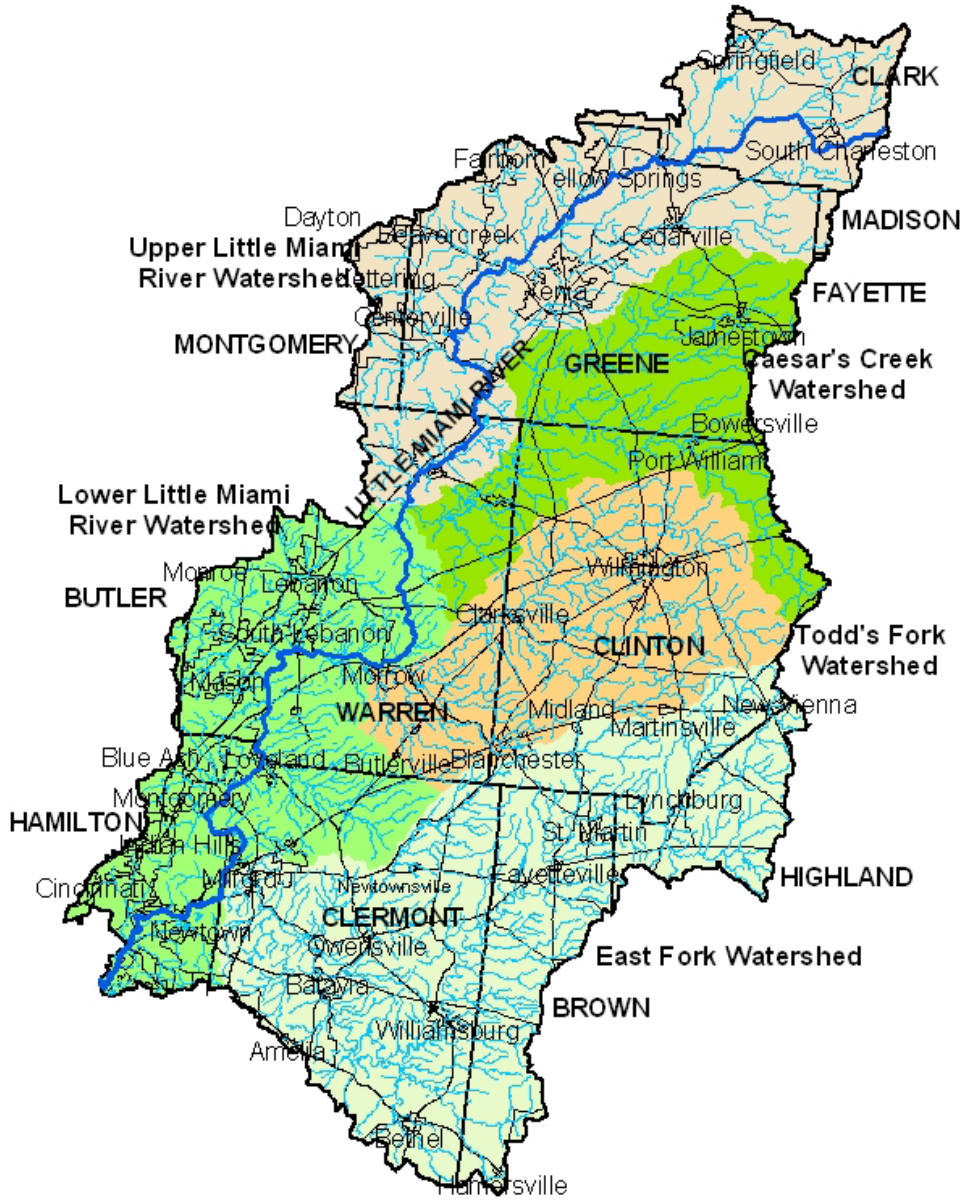 Springfield
CLARK
South Charleston
Fairborn
Yellow Springs
Dayton
MADISON
Beavercreek
Cedarville
Upper Little Miami
River Watershed
Kettering
Xenia
FAYETTE
Centerville
Jamestown
MONTGOMERY
GREENE
Caesar's Creek
Watershed
LITTLE MIAMI RIVER
Bowersville
Port William
Lower Little Miami
River Watershed
Monroe
Lebanon
Wilmington
BUTLER
Clarksville
South Lebanon
CLINTON
Todd's Fork
Watershed
Morrow
Mason
WARREN
Midland
New Vienna
Martinsville
Blue Ash
Loveland
Butlerville
Blanchester
Montgomery
Lynchburg
HAMILTON
St. Martin
Indian Hills
Cincinnati
Milford
Newtownsville
Fayetteville
HIGHLAND
CLERMONT
Newtown
Owensville
East Fork Watershed
Batavia
BROWN
Williamsburg
Amelia
Bethel
Hamersville